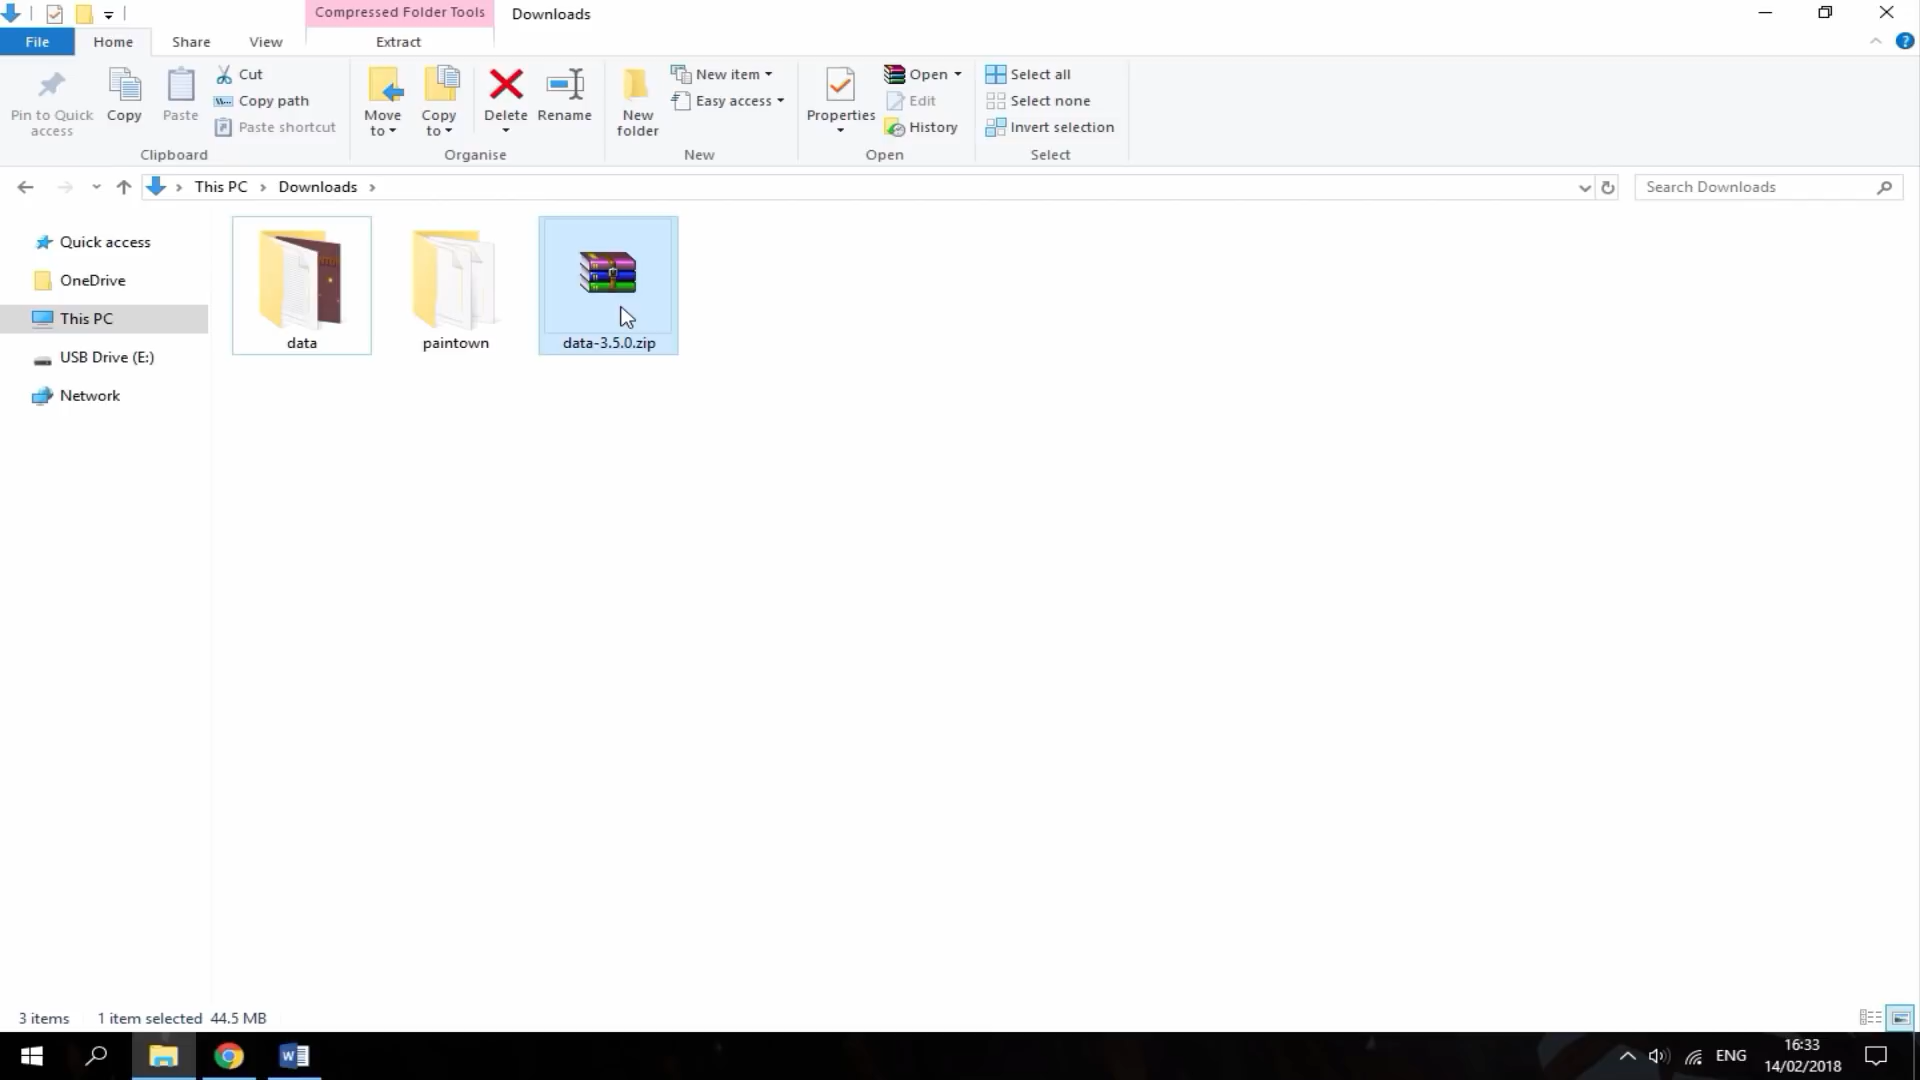 Compressed Folder Tools
Downloads
File
Home
Share
View
Extract
Pin to Quick access
Copy
Paste
Cut
Copy path
Paste shortcut
Clipboard
Move to
Copy to
Delete
Rename
Organise
New folder
New item
Easy access
New
Properties
Open
Edit
History
Open
Select all
Select none
Invert selection
Select
This PC
Downloads
Search Downloads
Quick access
OneDrive
This PC
USB Drive (E:)
Network
data
paintown
data-3.5.0.zip
3 items
1 item selected 44.5 MB
ENG
16:33
14/02/2018